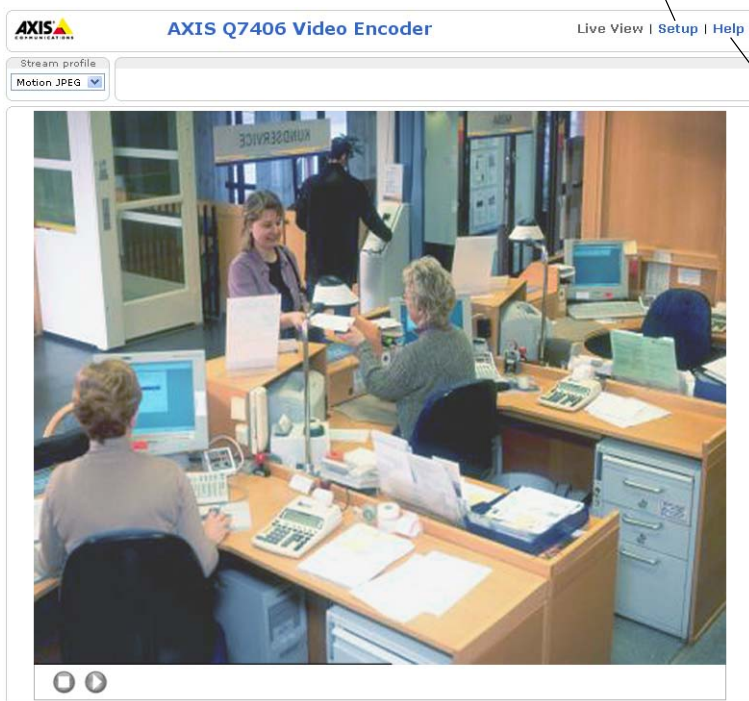 AXIS
COMMUNICATIONS
AXIS Q7406 Video Encoder
Live View | Setup | Help
Stream profile
Motion JPEG
KUNDSERVICE